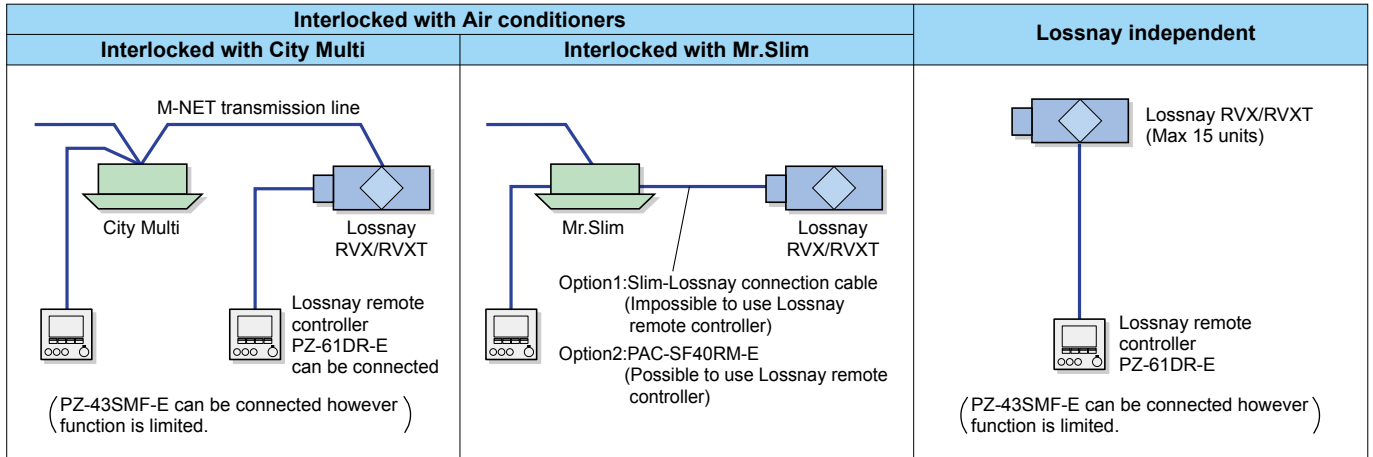 Interlocked with Air conditioners
Interlocked with City Multi
Interlocked with Mr.Slim
Lossnay independent
M-NET transmission line
City Multi
Lossnay
RVX/RVXT
Lossnay remote
controller
PZ-61DR-E
can be connected
(PZ-43SMF-E can be connected however
function is limited.)
Mr.Slim
Lossnay
RVX/RVXT
Option1:Slim-Lossnay connection cable
(Impossible to use Lossnay
remote controller)
Option2:PAC-SF40RM-E
(Possible to use Lossnay remote
controller)
Lossnay RVX/RVXT
(Max 15 units)
Lossnay remote
controller
PZ-61DR-E
(PZ-43SMF-E can be connected however
function is limited.)